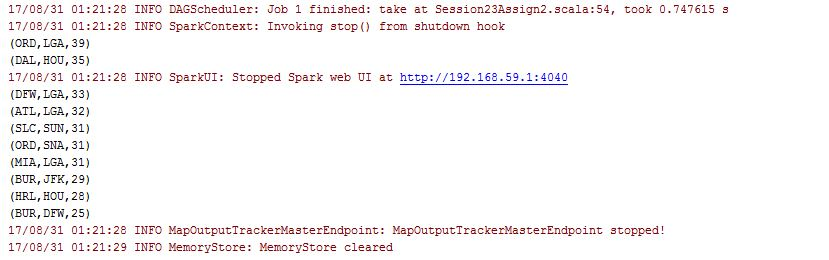 17/08/31 01:21:28 INFO DAGScheduler: Job 1 finished: take at Session23Assign2.scala:54, took 0.747615 s
17/08/31 01:21:28 INFO SparkContext: Invoking stop() from shutdown hook
(ORD,LGA,39)
(DAL,HOU,35)
17/08/31 01:21:28 INFO SparkUI: Stopped Spark web UI at http://192.168.59.1:4040
(DFW,LGA,33)
(ATL,LGA,32)
(SLC,SUN,31)
(ORD,SNA,31)
(MIA,LGA,31)
(BUR,JFK,29)
(HRL,HOU,28)
(BUR,DFW,25)
17/08/31 01:21:28 INFO MapOutputTrackerMasterEndpoint: MapOutputTrackerMasterEndpoint stopped!
17/08/31 01:21:29 INFO MemoryStore: MemoryStore cleared